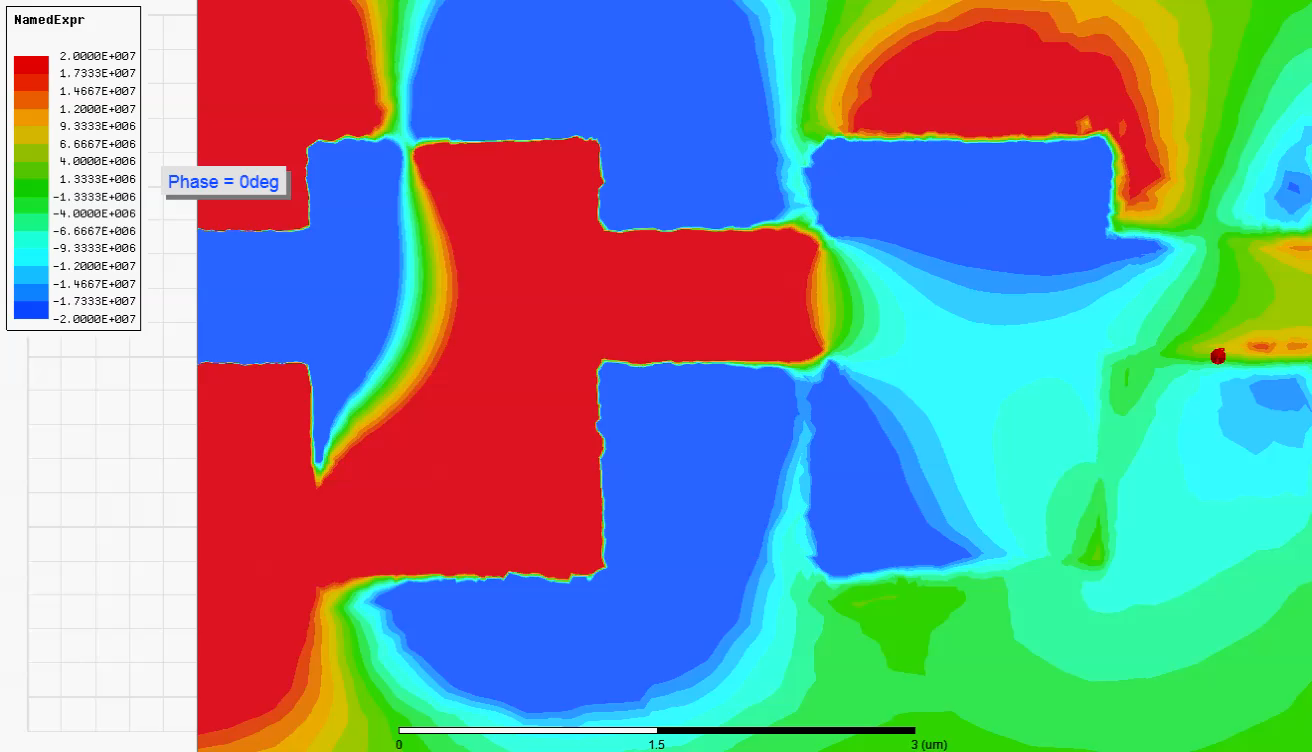 NamedExpr
2.0000E+007
1.7333E+007
1.4667E+007
1.2000E+007
9.3333E+006
6.6667E+006
4.0000E+006
1.3333E+006
-1.3333E+006
-4.0000E+006
-6.6667E+006
-9.3333E+006
-1.2000E+007
-1.4667E+007
-1.7333E+007
-2.0000E+007
Phase = 0deg
0 1.5 3 (um)